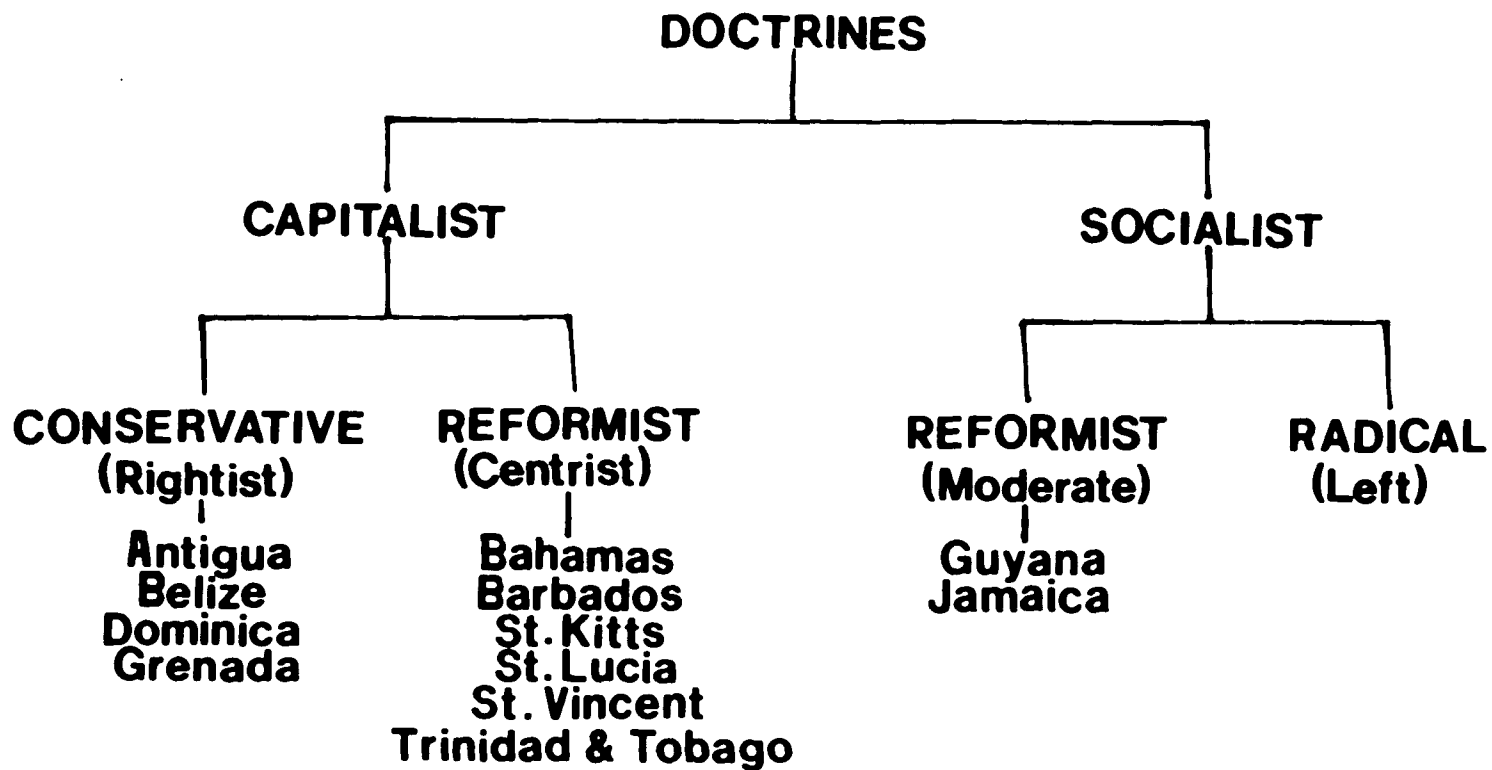 DOCTRINES
CAPITALIST
SOCIALIST
CONSERVATIVE
(Rightist)
Antigua
Belize
Dominica
Grenada
REFORMIST
(Centrist)
Bahamas
Barbados
St. Kitts
St. Lucia
St. Vincent
Trinidad & Tobago
REFORMIST
(Moderate)
Guyana
Jamaica
RADICAL
(Left)